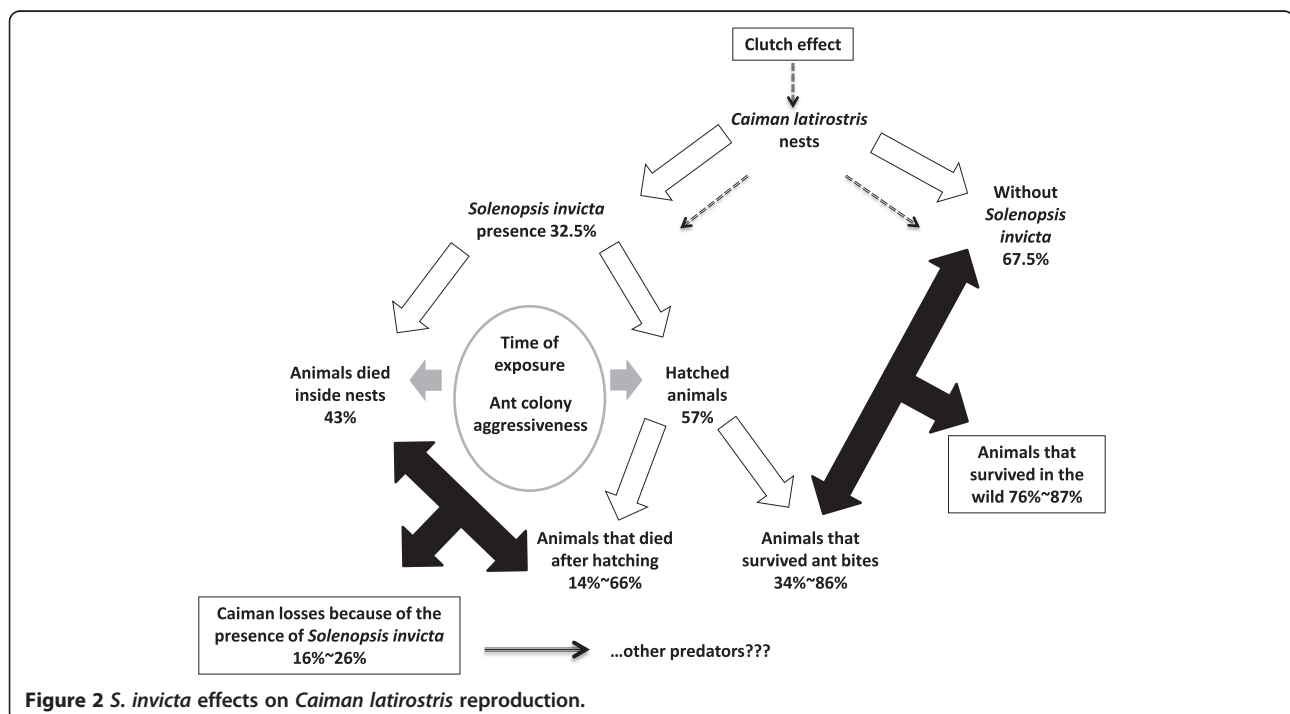 Clutch effect
Caiman latirostris
nests
Solenopsis invicta
presence 32.5%
Without
Solenopsis
invicta
67.5%
Animals died
inside nests
43%
Time of
exposure
Ant colony
aggressiveness
Hatched
animals
57%
Animals that
survived in the
wild 76%~87%
Animals that died
after hatching
14%~66%
Animals that
survived ant bites
34%~86%
Caiman losses because of the
presence of Solenopsis invicta
16%~26%
...other predators???
Figure 2 S. invicta effects on Caiman latirostris reproduction.